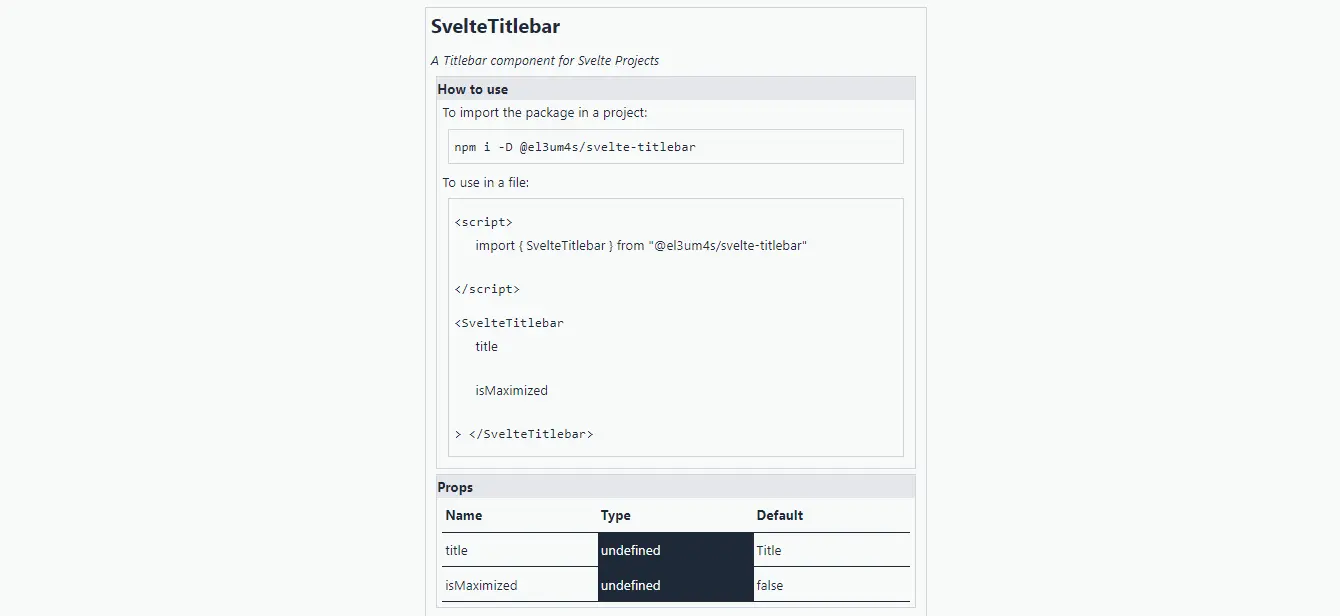 SvelteTitlebar
A Titlebar component for Svelte Projects
How to use
To import the package in a project:
npm i -D @el3um4s/svelte-titlebar
To use in a file:
<script>
import { SvelteTitlebar } from "@el3um4s/svelte-titlebar"
</script>
<SvelteTitlebar
title
isMaximized
> </SvelteTitlebar>
Props
Name Type Default
title undefined Title
isMaximized undefined false